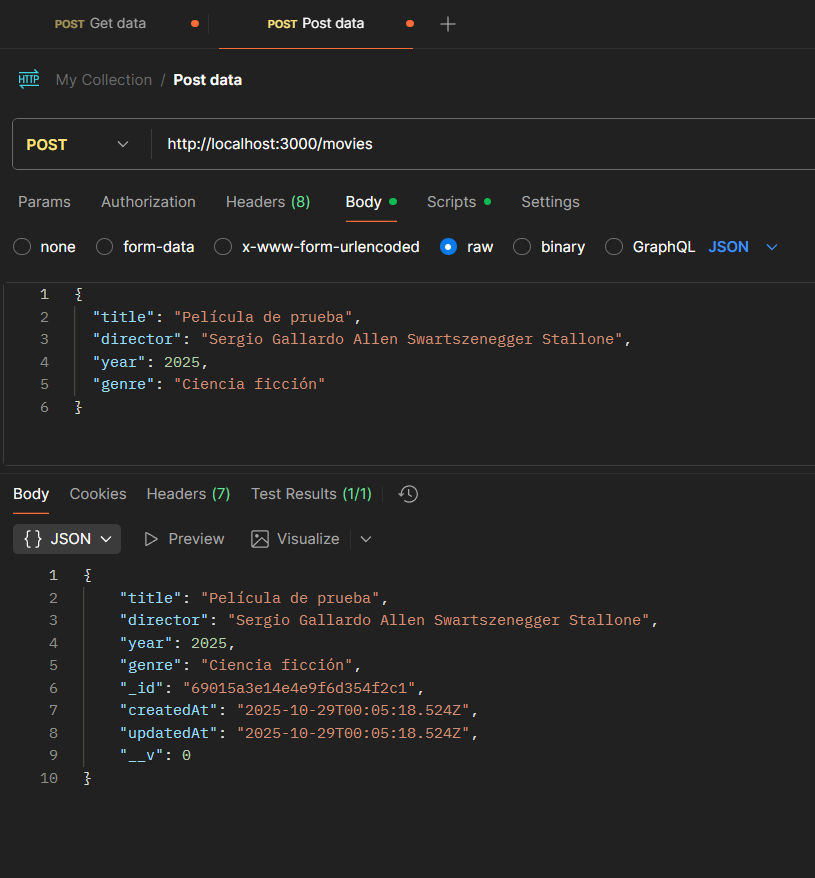 POST Get data POST Post data
HTTP My Collection / Post data
POST http://localhost:3000/movies
Params Authorization Headers (8) Body Scripts Settings
none form-data x-www-form-urlencoded raw binary GraphQL JSON
1 {
2 "title": "Película de prueba",
3 "director": "Sergio Gallardo Allen Swartszenegger Stallone",
4 "year": 2025,
5 "genre": "Ciencia ficción"
6 }
Body Cookies Headers (7) Test Results (1/1)
{} JSON Preview Visualize
1 {
2 "title": "Película de prueba",
3 "director": "Sergio Gallardo Allen Swartszenegger Stallone",
4 "year": 2025,
5 "genre": "Ciencia ficción",
6 "_id": "69015a3e14e4e9f6d354f2c1",
7 "createdAt": "2025-10-29T00:05:18.524Z",
8 "updatedAt": "2025-10-29T00:05:18.524Z",
9 "__v": 0
10 }